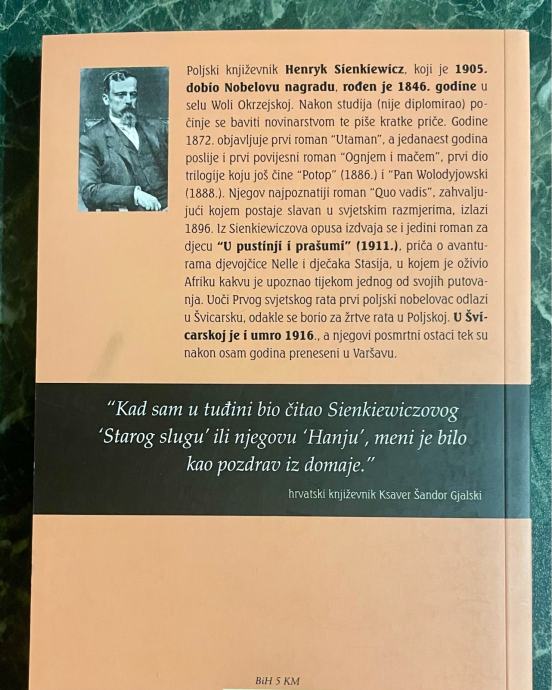 Poljski književnik Henryk Sienkiewicz, koji je 1905.
dobio Nobelovu nagradu, rođen je 1846. godine u
selu Woli Okrzejskoj. Nakon studija (nije diplomirao) po-
činje se baviti novinarstvom te piše kratke priče. Godine
1872. objavljuje prvi roman "Utaman", a jedanaest godina
poslije i prvi povijesni roman "Ognjem i mačem", prvi dio
trilogije koju još čine "Potop" (1886.) i "Pan Wolodyjowski
(1888.). Njegov najpoznatiji roman "Quo vadis", zahvalju-
jući kojem postaje slavan u svjetskim razmjerima, izlazi
1896. Iz Sienkiewiczova opusa izdvaja se i jedini roman za
djecu "U pustinji i prašumi" (1911.), priča o avantu-
rama djevojčice Nelle i dječaka Stasija, u kojem je oživio
Afriku kakvu je upoznao tijekom jednog od svojih putova-
nja. Uoči Prvog svjetskog rata prvi poljski nobelovac odlazi
u Švicarsku, odakle se borio za žrtve rata u Poljskoj. U Švi-
carskoj je i umro 1916., a njegovi posmrtni ostaci tek su
nakon osam godina preneseni u Varšavu.
"Kad sam u tuđini bio čitao Sienkiewiczovog
'Starog slugu' ili njegovu 'Hanju', meni je bilo
kao pozdrav iz domaje."
hrvatski književnik Ksaver Šandor Gjalski
BiH 5 KM